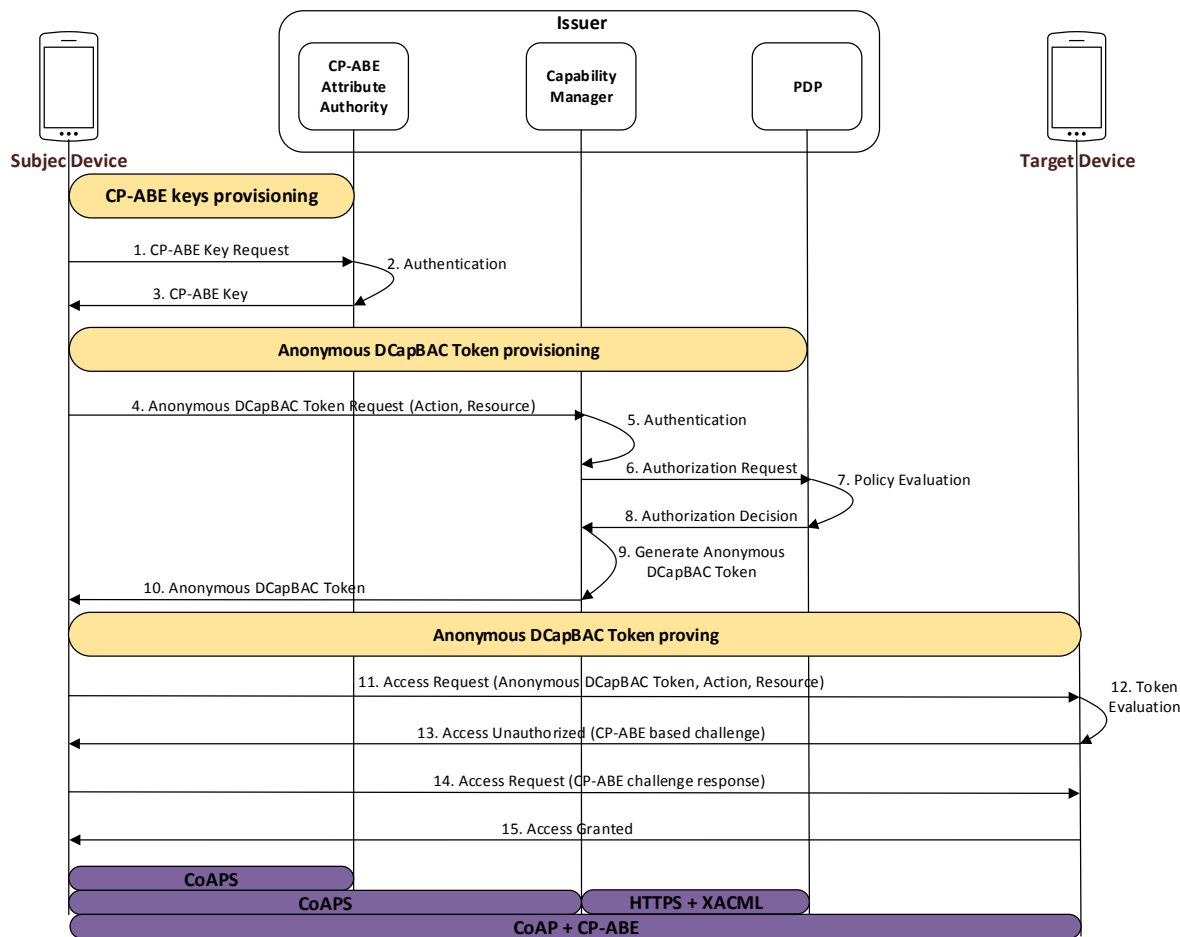 Issuer
CP-ABE
Attribute
Authority
Capability
Manager
PDP
Subjec Device
Target Device
CP-ABE keys provisioning
1. CP-ABE Key Request
2. Authentication
3. CP-ABE Key
Anonymous DCapBAC Token provisioning
4. Anonymous DCapBAC Token Request (Action, Resource)
5. Authentication
6. Authorization Request
7. Policy Evaluation
8. Authorization Decision
9. Generate Anonymous
DCapBAC Token
10. Anonymous DCapBAC Token
Anonymous DCapBAC Token proving
11. Access Request (Anonymous DCapBAC Token, Action, Resource)
12. Token
Evaluation
13. Access Unauthorized (CP-ABE based challenge)
14. Access Request (CP-ABE challenge response)
15. Access Granted
CoAPS
CoAPS
HTTPS + XACML
CoAP + CP-ABE